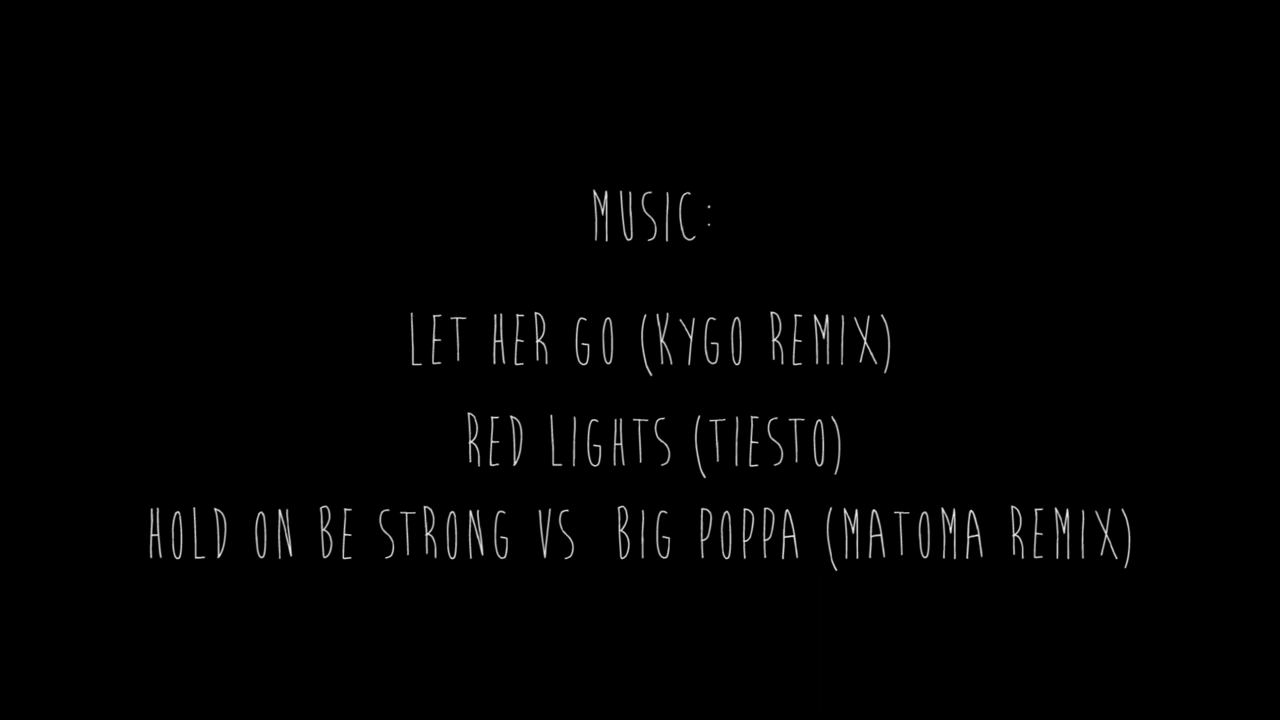 MUSIC:
LET HER GO (KYGO REMIX)
RED LIGHTS (TIESTO)
HOLD ON BE STRONG VS BIG POPPA (MATOMA REMIX)